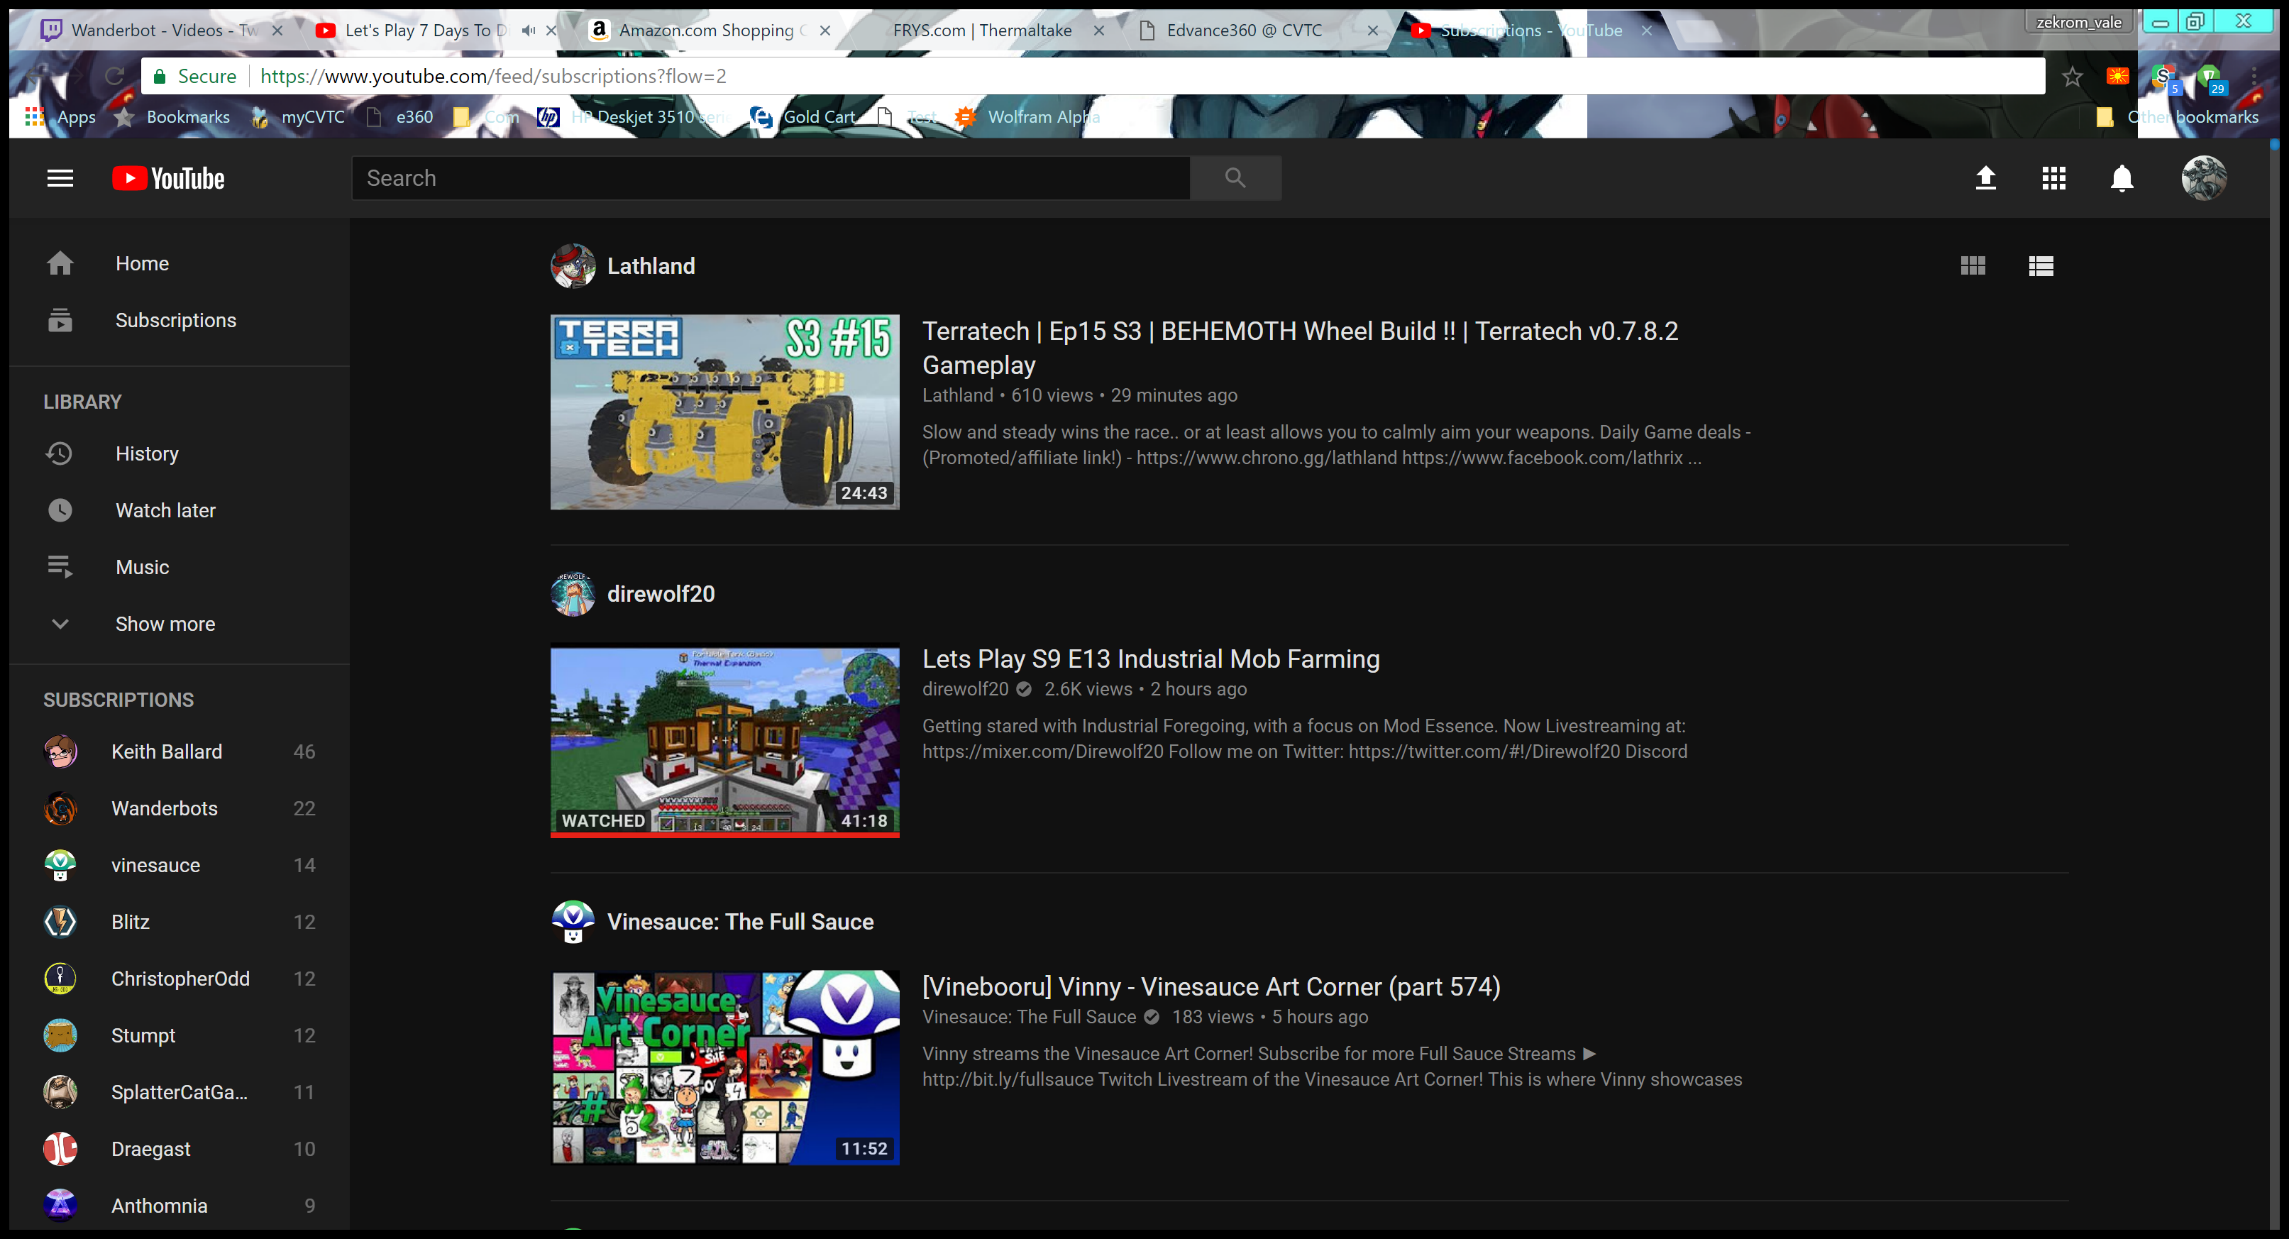 Wanderbot - Videos - Tw
Let's Play 7 Days To D
Amazon.com Shopping C
FRYS.com | Thermaltake
Edvance360 @ CVTC
Subscriptions - YouTube
zekrom_vale
Secure
https://www.youtube.com/feed/subscriptions?flow=2
5
29
Apps
Bookmarks
myCVTC
e360
Com
HP Deskjet 3510 seri
Gold Cart
Test
Wolfram Alpha
Other bookmarks
YouTube
Search
Home
Subscriptions
LIBRARY
History
Watch later
Music
Show more
SUBSCRIPTIONS
Keith Ballard 46
Wanderbots 22
vinesauce 14
Blitz 12
ChristopherOdd 12
Stumpt 12
SplatterCatGa... 11
Draegast 10
Anthomnia 9
Lathland
TERRA
TECH
S3 #15
24:43
Terratech | Ep15 S3 | BEHEMOTH Wheel Build !! | Terratech v0.7.8.2
Gameplay
Lathland • 610 views • 29 minutes ago
Slow and steady wins the race.. or at least allows you to calmly aim your weapons. Daily Game deals -
(Promoted/affiliate link!) - https://www.chrono.gg/lathland https://www.facebook.com/lathrix ...
direwolf20
Thermal Expansion
WATCHED
41:18
Lets Play S9 E13 Industrial Mob Farming
direwolf20 2.6K views • 2 hours ago
Getting stared with Industrial Foregoing, with a focus on Mod Essence. Now Livestreaming at:
https://mixer.com/Direwolf20 Follow me on Twitter: https://twitter.com/#!/Direwolf20 Discord
Vinesauce: The Full Sauce
Vinesauce
Art Corner
#
5
7
4
11:52
[Vinebooru] Vinny - Vinesauce Art Corner (part 574)
Vinesauce: The Full Sauce 183 views • 5 hours ago
Vinny streams the Vinesauce Art Corner! Subscribe for more Full Sauce Streams ►
http://bit.ly/fullsauce Twitch Livestream of the Vinesauce Art Corner! This is where Vinny showcases